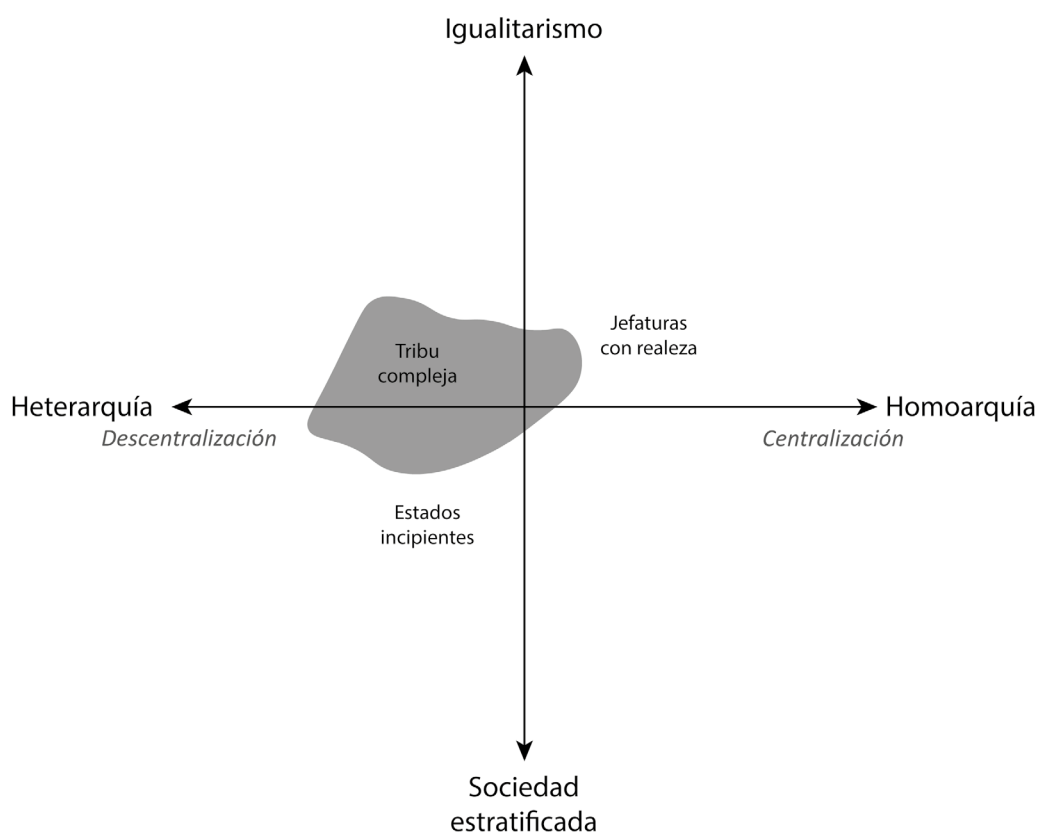 Igualitarismo
Jefaturas
con realeza
Tribu
compleja
Heterarquía
Homoarquía
Descentralización
Centralización
Estados
incipientes
Sociedad
estratificada